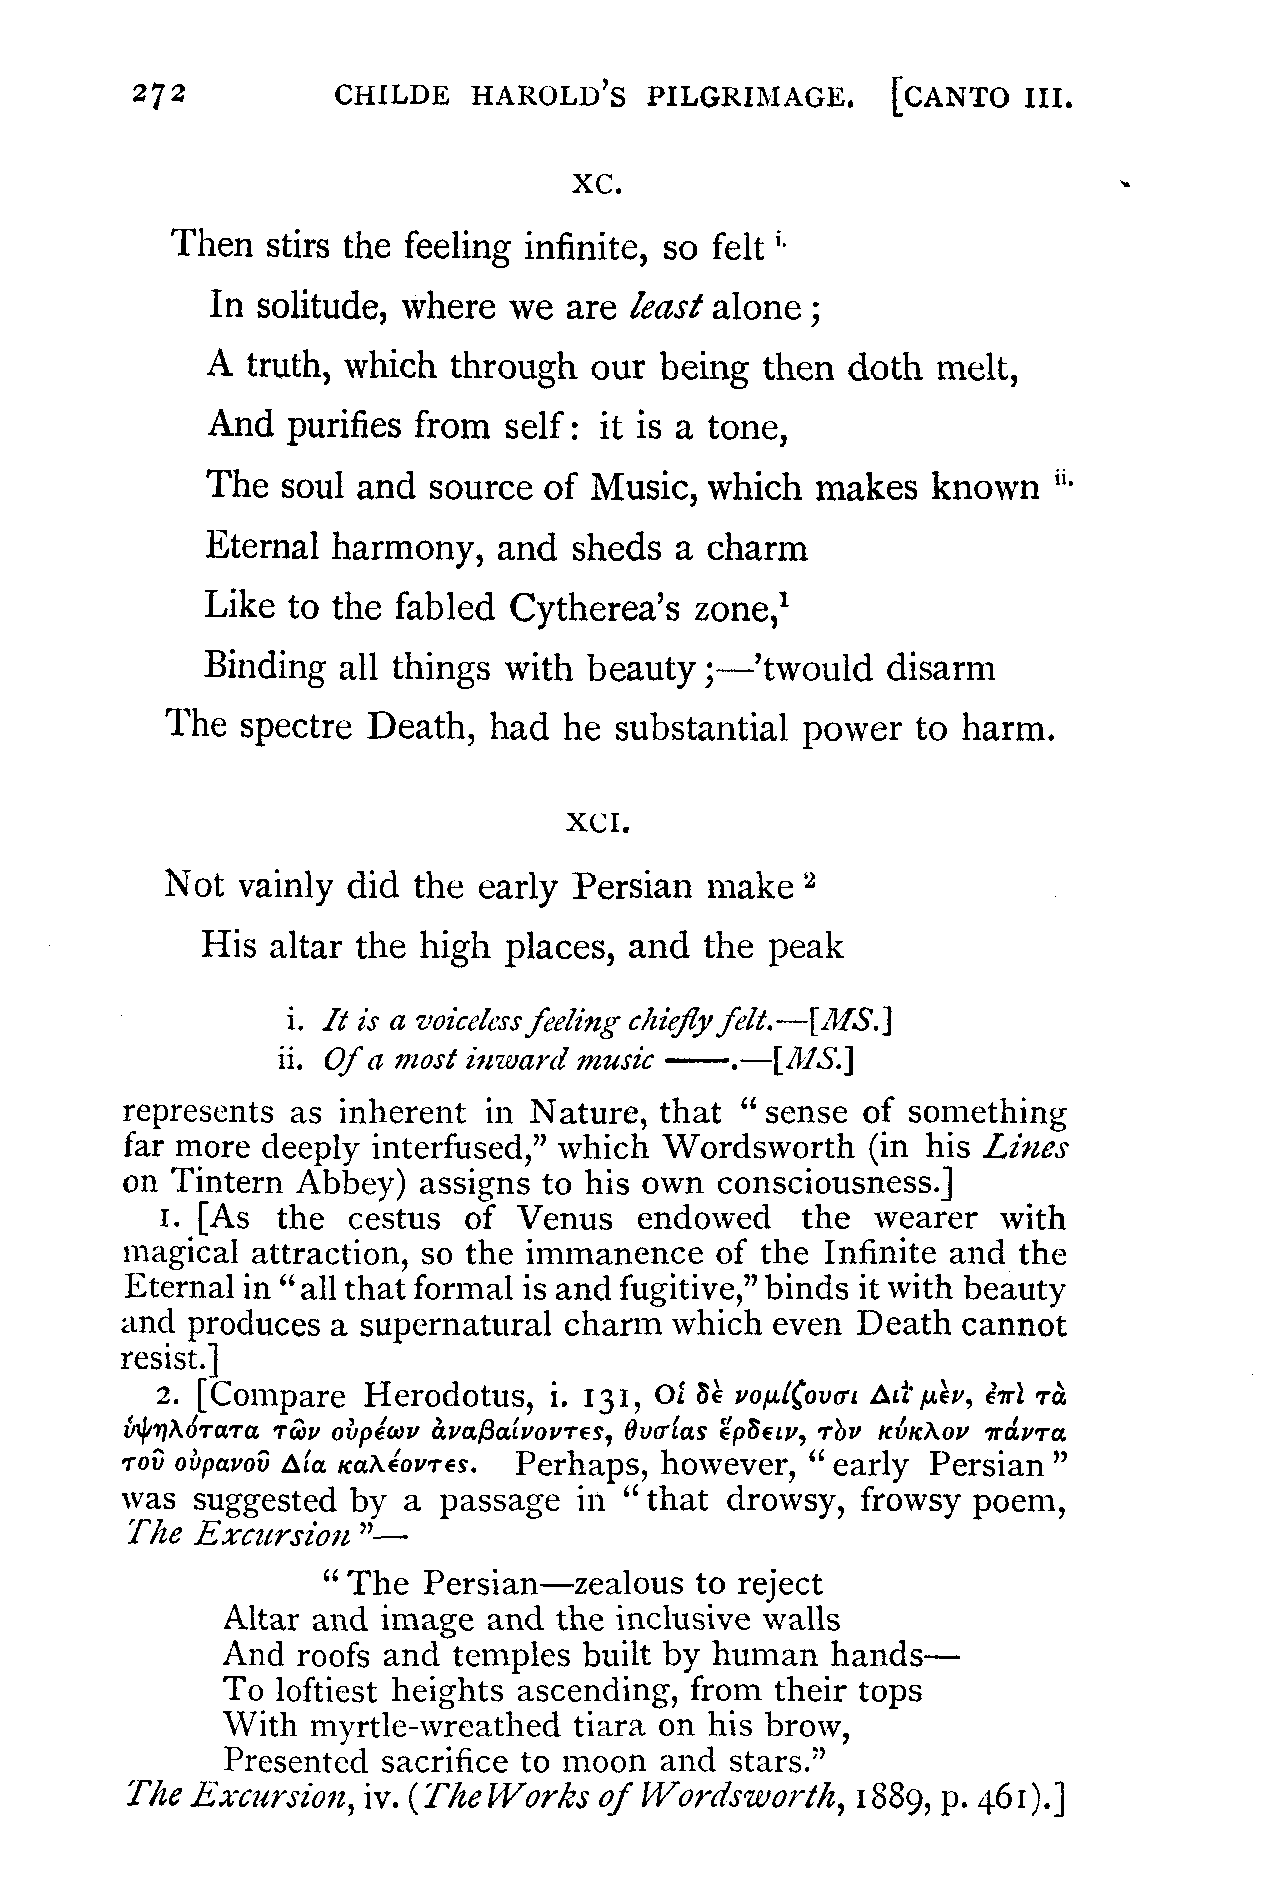 272 CHILDE HAROLD'S PILGRIMAGE. [CANTO III.
XC.
Then stirs the feeling infinite, so felt i.
In solitude, where we are least alone ;
A truth, which through our being then doth melt,
And purifies from self: it is a tone,
The soul and source of Music, which makes known ii.
Eternal harmony, and sheds a charm
Like to the fabled Cytherea's zone,¹
Binding all things with beauty ;—'twould disarm
The spectre Death, had he substantial power to harm.
XCI.
Not vainly did the early Persian make ²
His altar the high places, and the peak
i. It is a voiceless feeling chiefly felt.—[MS.]
ii. Of a most inward music ——.—[MS.]
represents as inherent in Nature, that "sense of something
far more deeply interfused," which Wordsworth (in his Lines
on Tintern Abbey) assigns to his own consciousness.]
1. [As the cestus of Venus endowed the wearer with
magical attraction, so the immanence of the Infinite and the
Eternal in "all that formal is and fugitive," binds it with beauty
and produces a supernatural charm which even Death cannot
resist.]
2. [Compare Herodotus, i. 131, Οἱ δὲ νομίζουσι Διῒ μὲν, ἐπὶ τὰ
ὑψηλότατα τῶν οὐρέων ἀναβαίνοντες, θυσίας ἔρδειν, τὸν κύκλον πάντα
τοῦ οὐρανοῦ Δία καλέοντες. Perhaps, however, "early Persian"
was suggested by a passage in "that drowsy, frowsy poem,
The Excursion"—
"The Persian—zealous to reject
Altar and image and the inclusive walls
And roofs and temples built by human hands—
To loftiest heights ascending, from their tops
With myrtle-wreathed tiara on his brow,
Presented sacrifice to moon and stars."
The Excursion, iv. (The Works of Wordsworth, 1889, p. 461).]